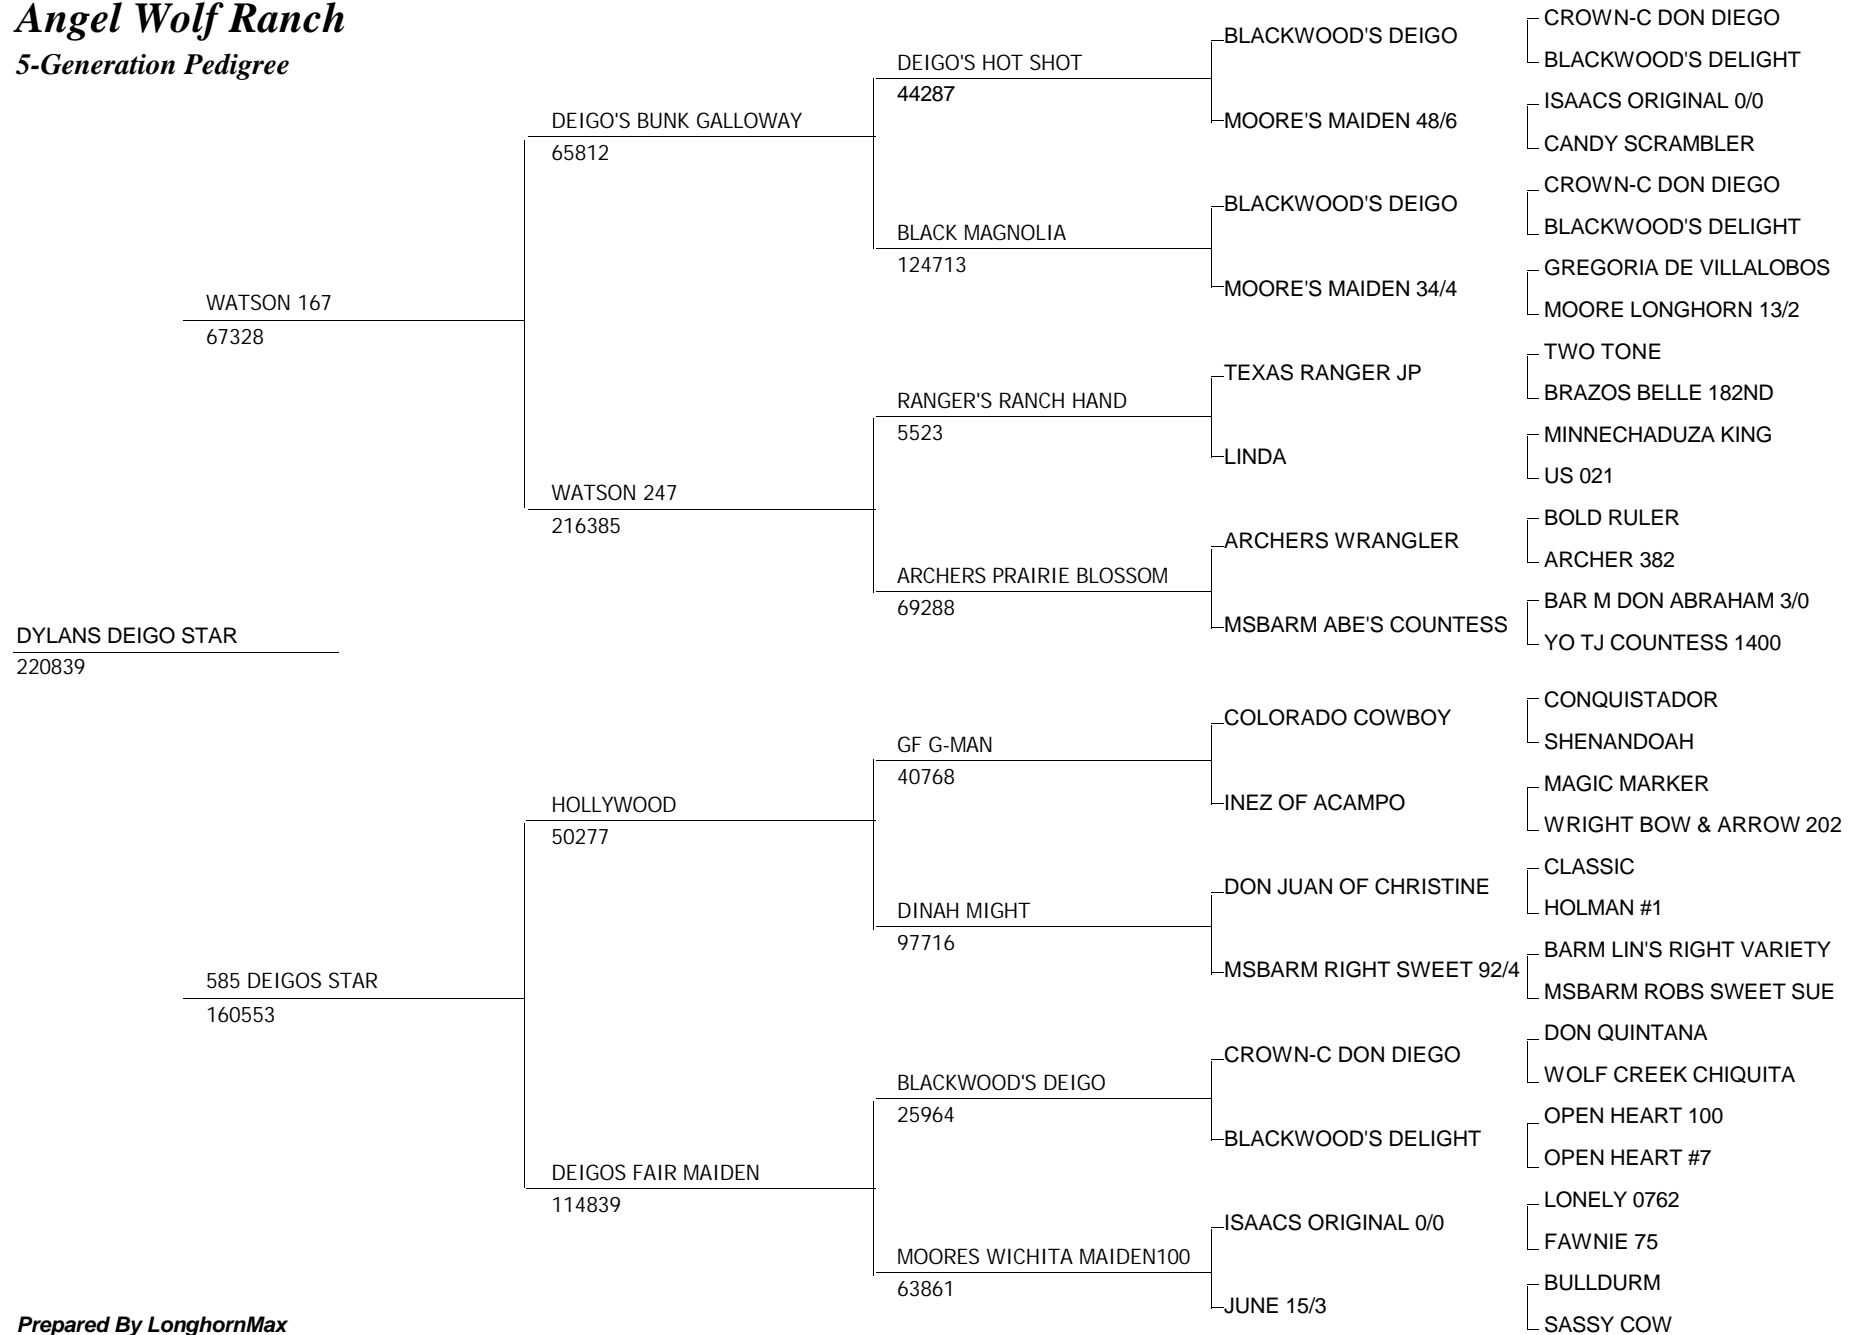 Angel Wolf Ranch
5-Generation Pedigree
DYLANS DEIGO STAR
220839
WATSON 167
67328
585 DEIGOS STAR
160553
DEIGO'S BUNK GALLOWAY
65812
WATSON 247
216385
HOLLYWOOD
50277
DEIGOS FAIR MAIDEN
114839
DEIGO'S HOT SHOT
44287
BLACK MAGNOLIA
124713
RANGER'S RANCH HAND
5523
ARCHERS PRAIRIE BLOSSOM
69288
GF G-MAN
40768
DINAH MIGHT
97716
BLACKWOOD'S DEIGO
25964
MOORES WICHITA MAIDEN100
63861
BLACKWOOD'S DEIGO
MOORE'S MAIDEN 48/6
BLACKWOOD'S DEIGO
MOORE'S MAIDEN 34/4
TEXAS RANGER JP
LINDA
ARCHERS WRANGLER
MSBARM ABE'S COUNTESS
COLORADO COWBOY
INEZ OF ACAMPO
DON JUAN OF CHRISTINE
MSBARM RIGHT SWEET 92/4
CROWN-C DON DIEGO
BLACKWOOD'S DELIGHT
ISAACS ORIGINAL 0/0
JUNE 15/3
CROWN-C DON DIEGO
BLACKWOOD'S DELIGHT
ISAACS ORIGINAL 0/0
CANDY SCRAMBLER
CROWN-C DON DIEGO
BLACKWOOD'S DELIGHT
GREGORIA DE VILLALOBOS
MOORE LONGHORN 13/2
TWO TONE
BRAZOS BELLE 182ND
MINNECHADUZA KING
US 021
BOLD RULER
ARCHER 382
BAR M DON ABRAHAM 3/0
YO TJ COUNTESS 1400
CONQUISTADOR
SHENANDOAH
MAGIC MARKER
WRIGHT BOW & ARROW 202
CLASSIC
HOLMAN #1
BARM LIN'S RIGHT VARIETY
MSBARM ROBS SWEET SUE
DON QUINTANA
WOLF CREEK CHIQUITA
OPEN HEART 100
OPEN HEART #7
LONELY 0762
FAWNIE 75
BULLDURM
SASSY COW
Prepared By LonghornMax